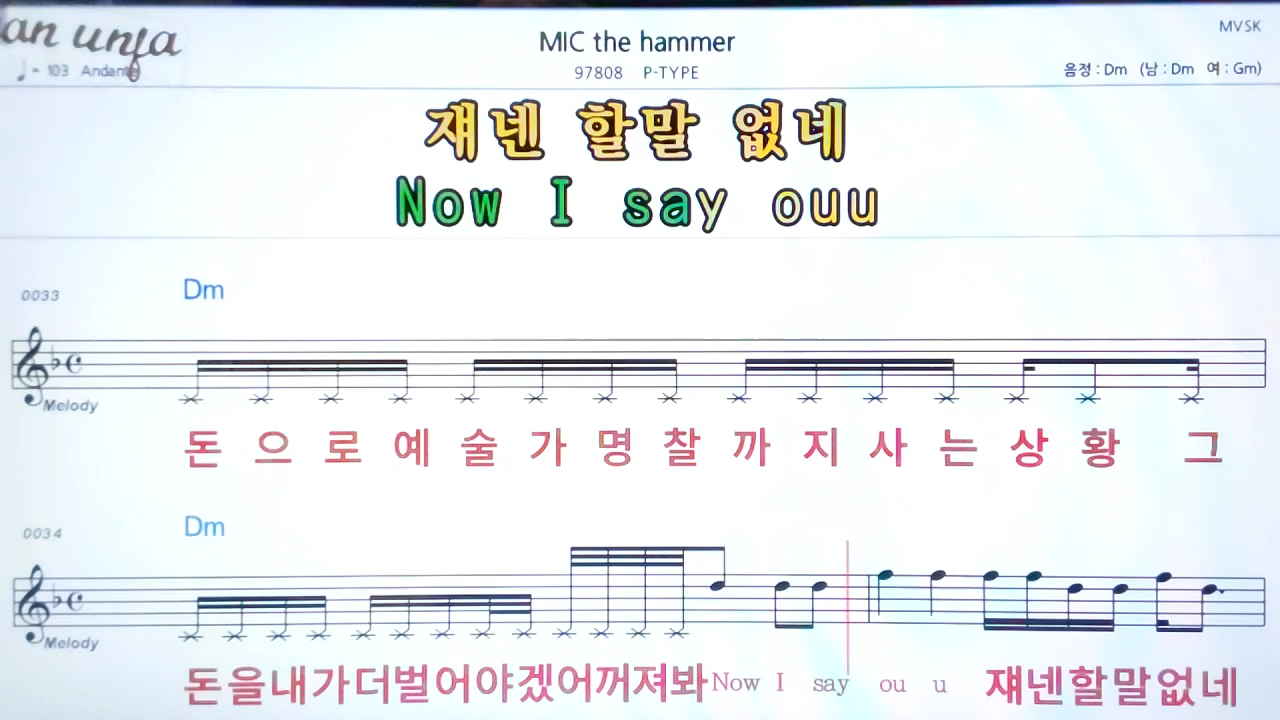 an unja
MIC the hammer
MVSK
♩= 103 Andante
97808 P-TYPE
음정 : Dm (남 : Dm 여 : Gm)
쟤넨 할말 없네
Now I say ouu
0033
Dm
Melody
돈 으 로 예 술 가 명 찰 까 지 사 는 상 황 그
0034
Dm
Melody
돈을내가더벌어야겠어꺼져봐 Now I say ou u 쟤넨할말없네